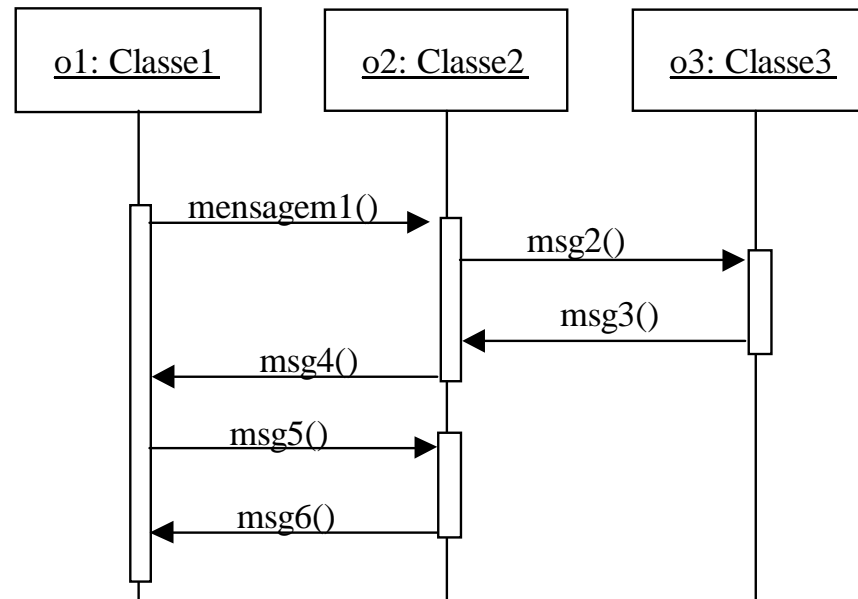 o1: Classe1
o2: Classe2
o3: Classe3
mensagem1()
msg2()
msg3()
msg4()
msg5()
msg6()